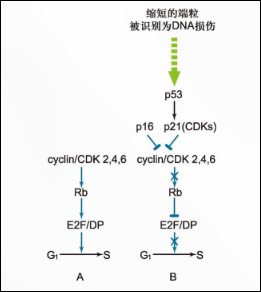 缩短的端粒
被识别为DNA损伤
p53
p16 p21(CDKs)
cyclin/CDK 2,4,6 cyclin/CDK 2,4,6
Rb Rb
E2F/DP E2F/DP
G₁ S G₁ S
A B